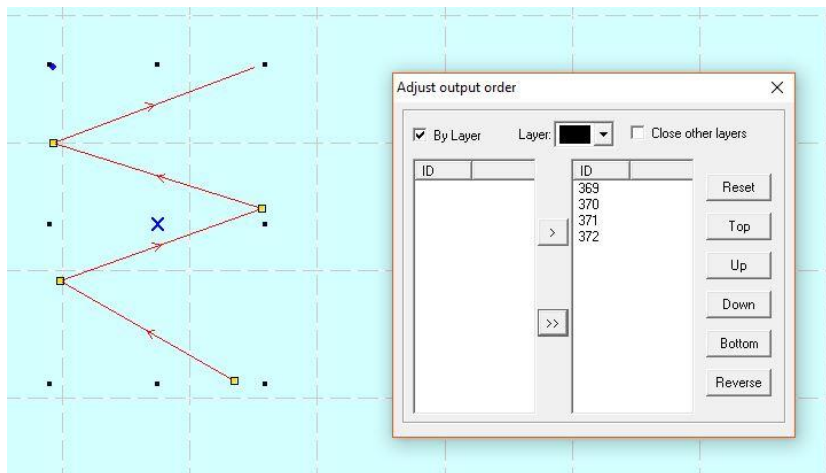 Adjust output order
By Layer Layer: Close other layers
ID ID
369
370
371
372
>
>>
Reset
Top
Up
Down
Bottom
Reverse